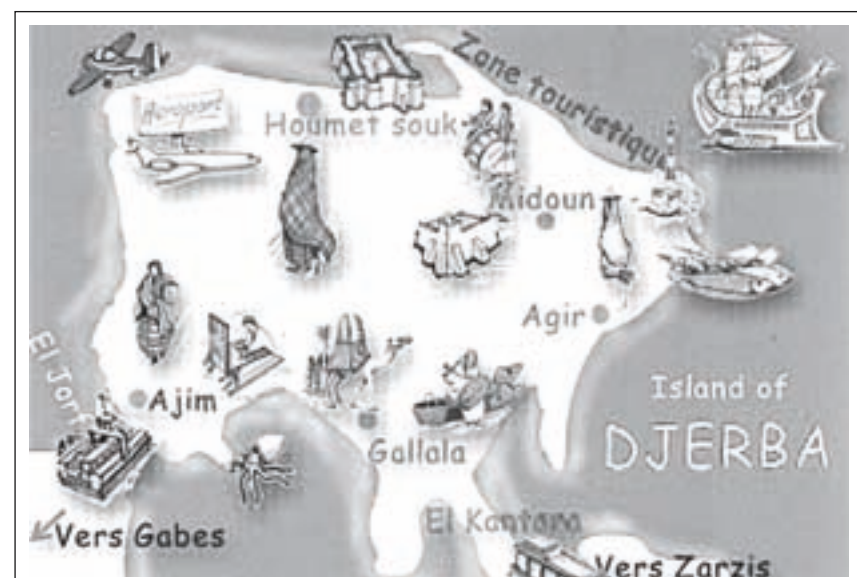 Zone touristique
Aeroport
Houmet souk
Midoun
Agir
El Jorf
Ajim
Island of
DJERBA
Gallala
El Kantara
Vers Gabes
Vers Zarzis